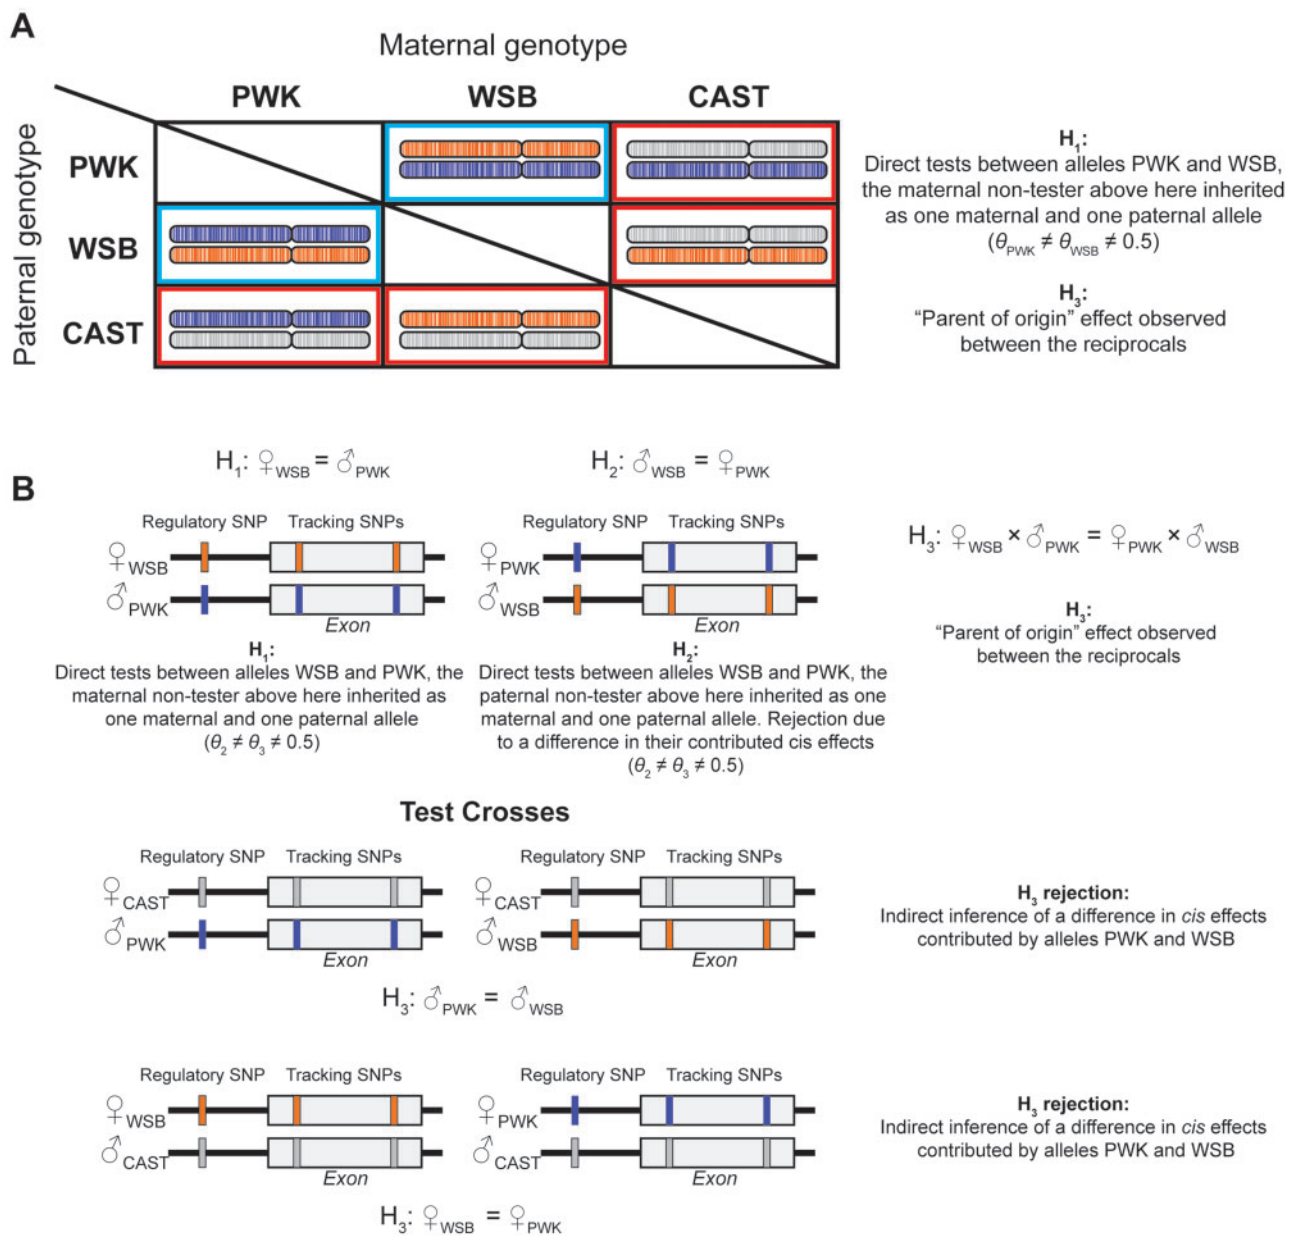 A
Maternal genotype
PWK WSB CAST
Paternal genotype
PWK
WSB
CAST
H1:
Direct tests between alleles PWK and WSB,
the maternal non-tester above here inherited
as one maternal and one paternal allele
(θPWK ≠ θWSB ≠ 0.5)
H3:
“Parent of origin” effect observed
between the reciprocals
B
H1: ♀WSB = ♂PWK
H2: ♂WSB = ♀PWK
Regulatory SNP Tracking SNPs
♀WSB
♂PWK
Exon
H1:
Direct tests between alleles WSB and PWK, the
maternal non-tester above here inherited as
one maternal and one paternal allele
(θ2 ≠ θ3 ≠ 0.5)
Regulatory SNP Tracking SNPs
♀PWK
♂WSB
Exon
H2:
Direct tests between alleles WSB and PWK, the
paternal non-tester above here inherited as one
maternal and one paternal allele. Rejection due
to a difference in their contributed cis effects
(θ2 ≠ θ3 ≠ 0.5)
H3: ♀WSB × ♂PWK = ♀PWK × ♂WSB
H3:
“Parent of origin” effect observed
between the reciprocals
Test Crosses
Regulatory SNP Tracking SNPs
♀CAST
♂PWK
Exon
Regulatory SNP Tracking SNPs
♀CAST
♂WSB
Exon
H3: ♂PWK = ♂WSB
H3 rejection:
Indirect inference of a difference in cis effects
contributed by alleles PWK and WSB
Regulatory SNP Tracking SNPs
♀WSB
♂CAST
Exon
Regulatory SNP Tracking SNPs
♀PWK
♂CAST
Exon
H3: ♀WSB = ♀PWK
H3 rejection:
Indirect inference of a difference in cis effects
contributed by alleles PWK and WSB